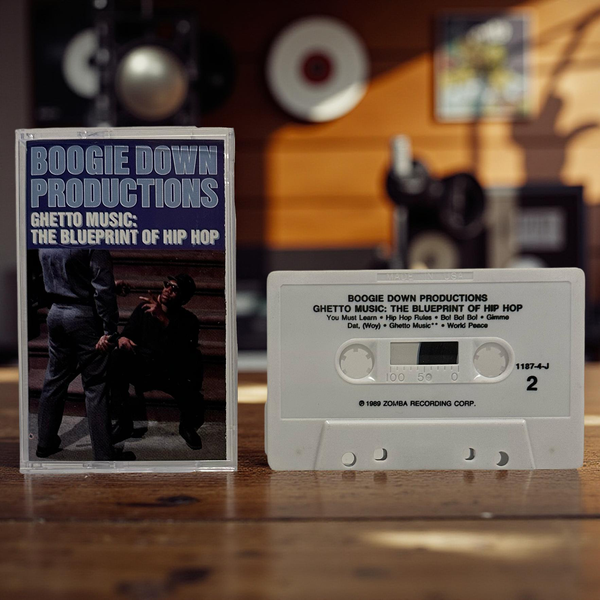 BOOGIE DOWN
PRODUCTIONS
GHETTO MUSIC:
THE BLUEPRINT OF HIP HOP
BOOGIE DOWN PRODUCTIONS
GHETTO MUSIC: THE BLUEPRINT OF HIP HOP
You Must Learn • Hip Hop Rules • Bo! Bo! Bo! • Gimme
Dat, (Woy) • Ghetto Music** • World Peace
100 50 0
1187-4-J
2
℗ 1989 ZOMBA RECORDING CORP.